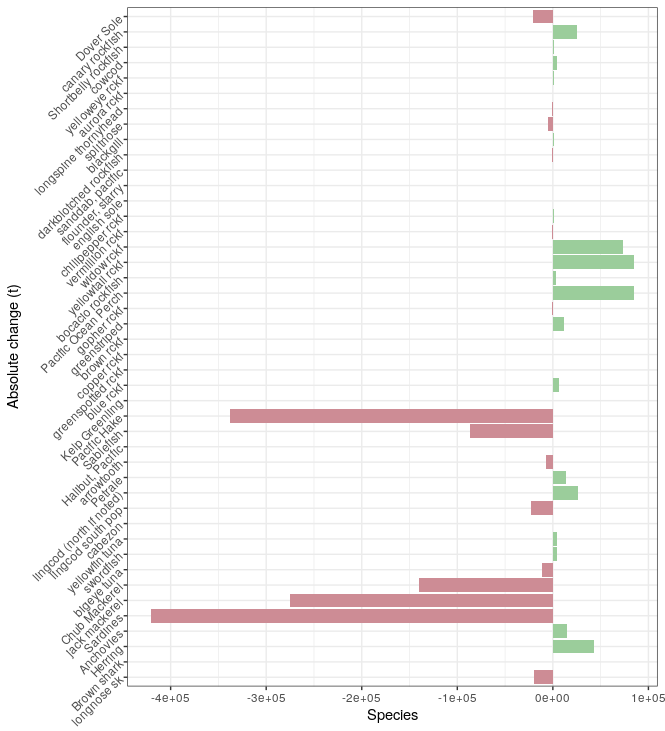 Dover Sole
canary rockfish
Shortbelly rockfish
cowcod
yelloweye rckf
aurora rckf
longspine thornyhead
splitnose
blackgill
darkblotched rockfish
sanddab, pacific
flounder, starry
english sole
chilipepper rckf
vermilion rckf
widow rckf
yellowtail rckf
bocacio rockfish
Pacific Ocean Perch
gopher rckf
greenstriped
brown rckf
copper rckf
greenspotted rckf
blue rckf
Kelp Greenling
Pacific Hake
Sablefish
Halibut, Pacific
arrowtooth
Petrale
lingcod (north if noted)
lingcod south pop
cabezon
yellowfin tuna
swordfish
bigeye tuna
Chub Mackerel
jack mackerel
Sardines
Anchovies
Herring
Brown shark
longnose sk
Absolute change (t)
-4e+05 -3e+05 -2e+05 -1e+05 0e+00 1e+05
Species